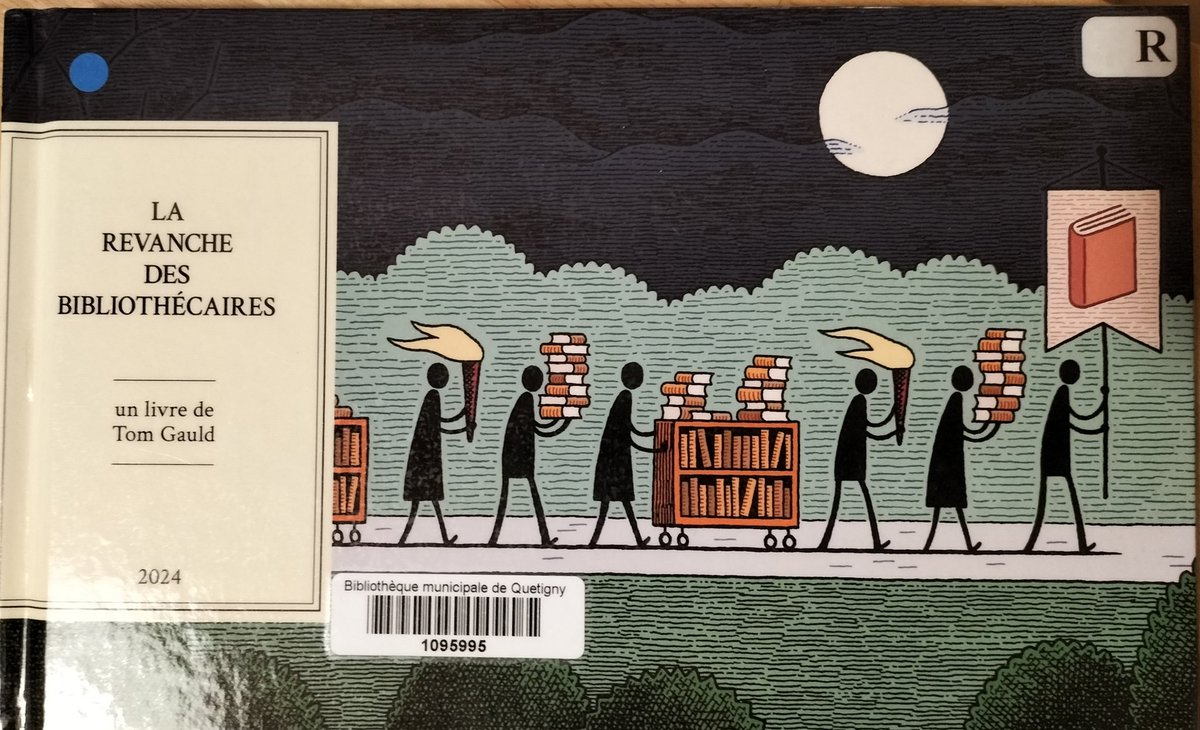 R
LA
REVANCHE
DES
BIBLIOTHÉCAIRES
un livre de
Tom Gauld
2024
Bibliothèque municipale de Quetigny
1095995